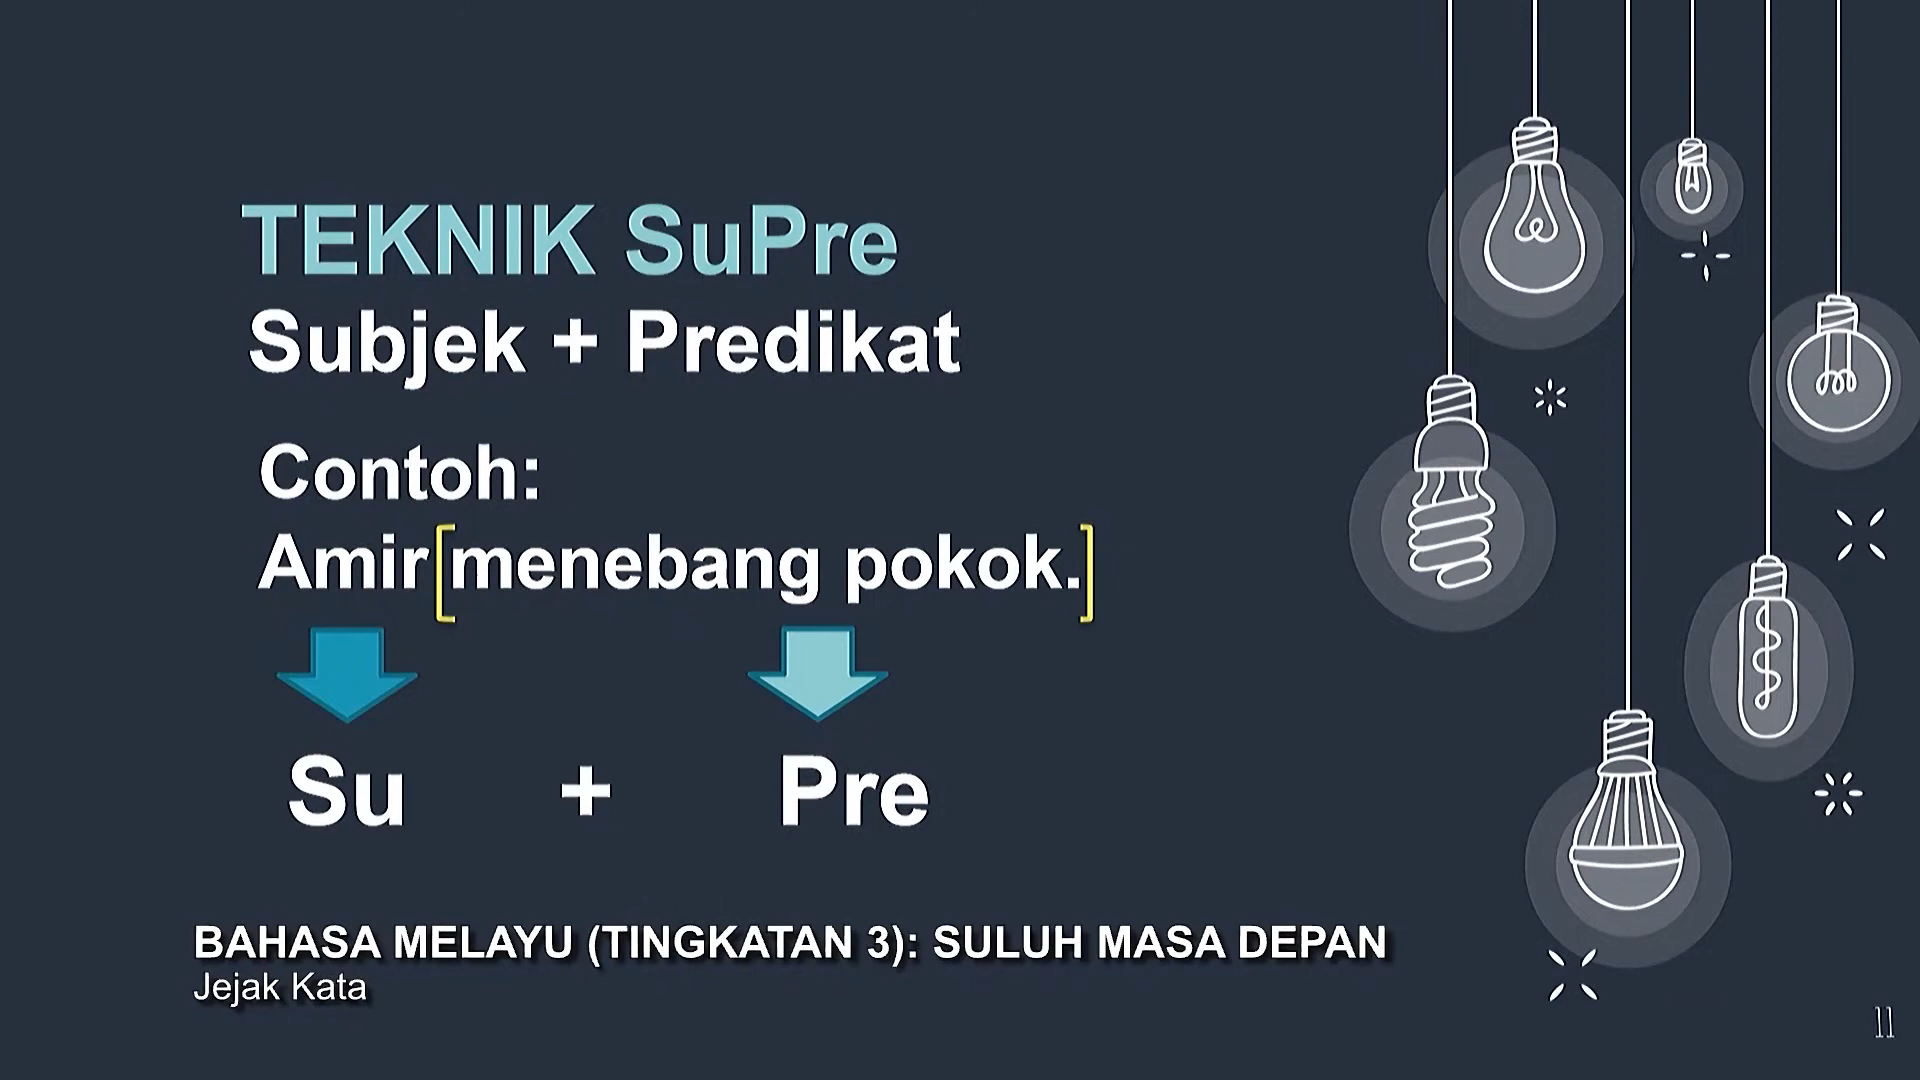 TEKNIK SuPre
Subjek + Predikat
Contoh:
Amir [menebang pokok.]
Su + Pre
BAHASA MELAYU (TINGKATAN 3): SULUH MASA DEPAN
Jejak Kata
11